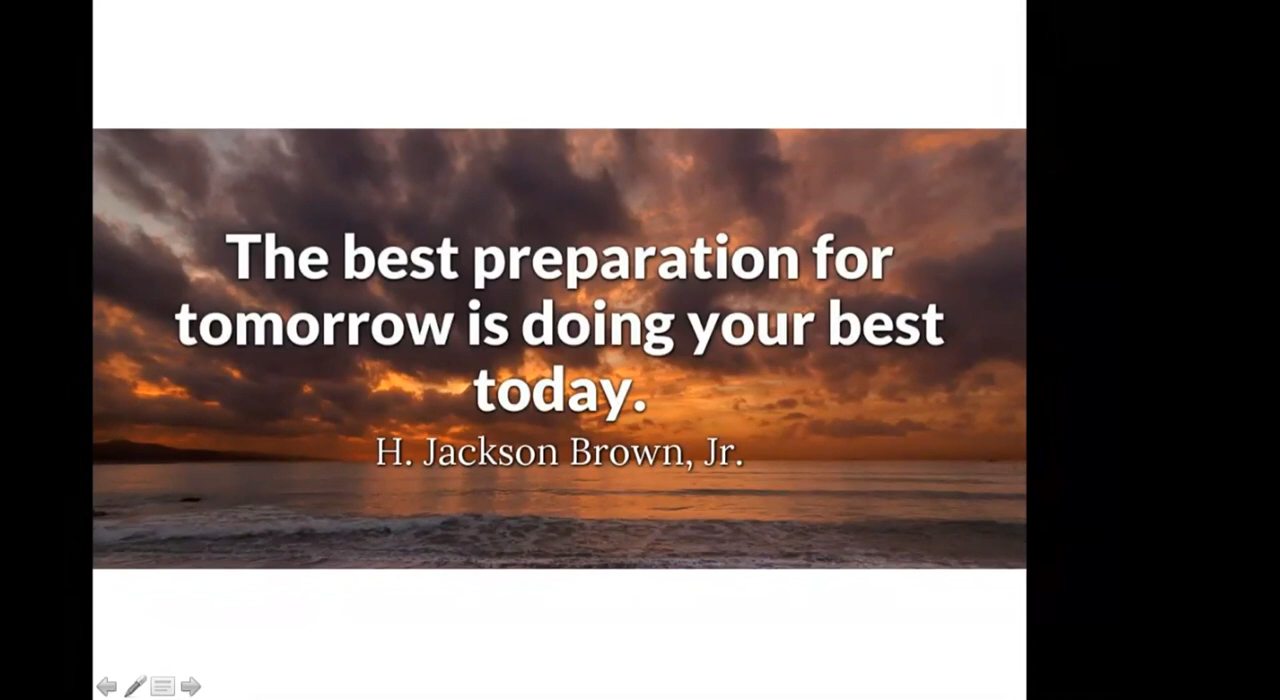 The best preparation for
tomorrow is doing your best
today.
H. Jackson Brown, Jr.